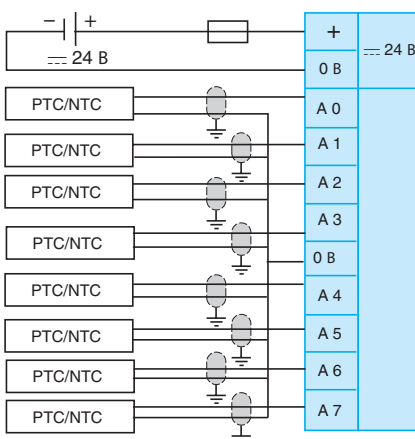 − +
⎓ 24 В
+
0 В
⎓ 24 В
PTC/NTC
A 0
PTC/NTC
A 1
PTC/NTC
A 2
A 3
PTC/NTC
0 В
PTC/NTC
A 4
PTC/NTC
A 5
PTC/NTC
A 6
PTC/NTC
A 7